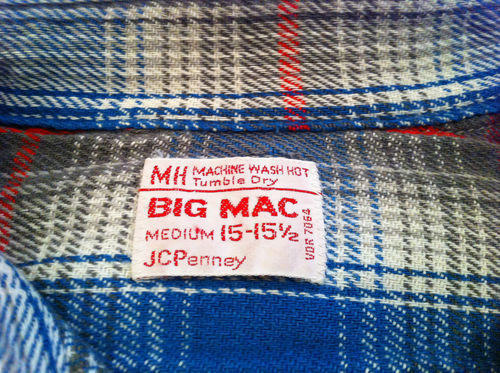 MH MACHINE WASH HOT
Tumble Dry
BIG MAC
MEDIUM 15-15½
JCPenney
VDR 7064